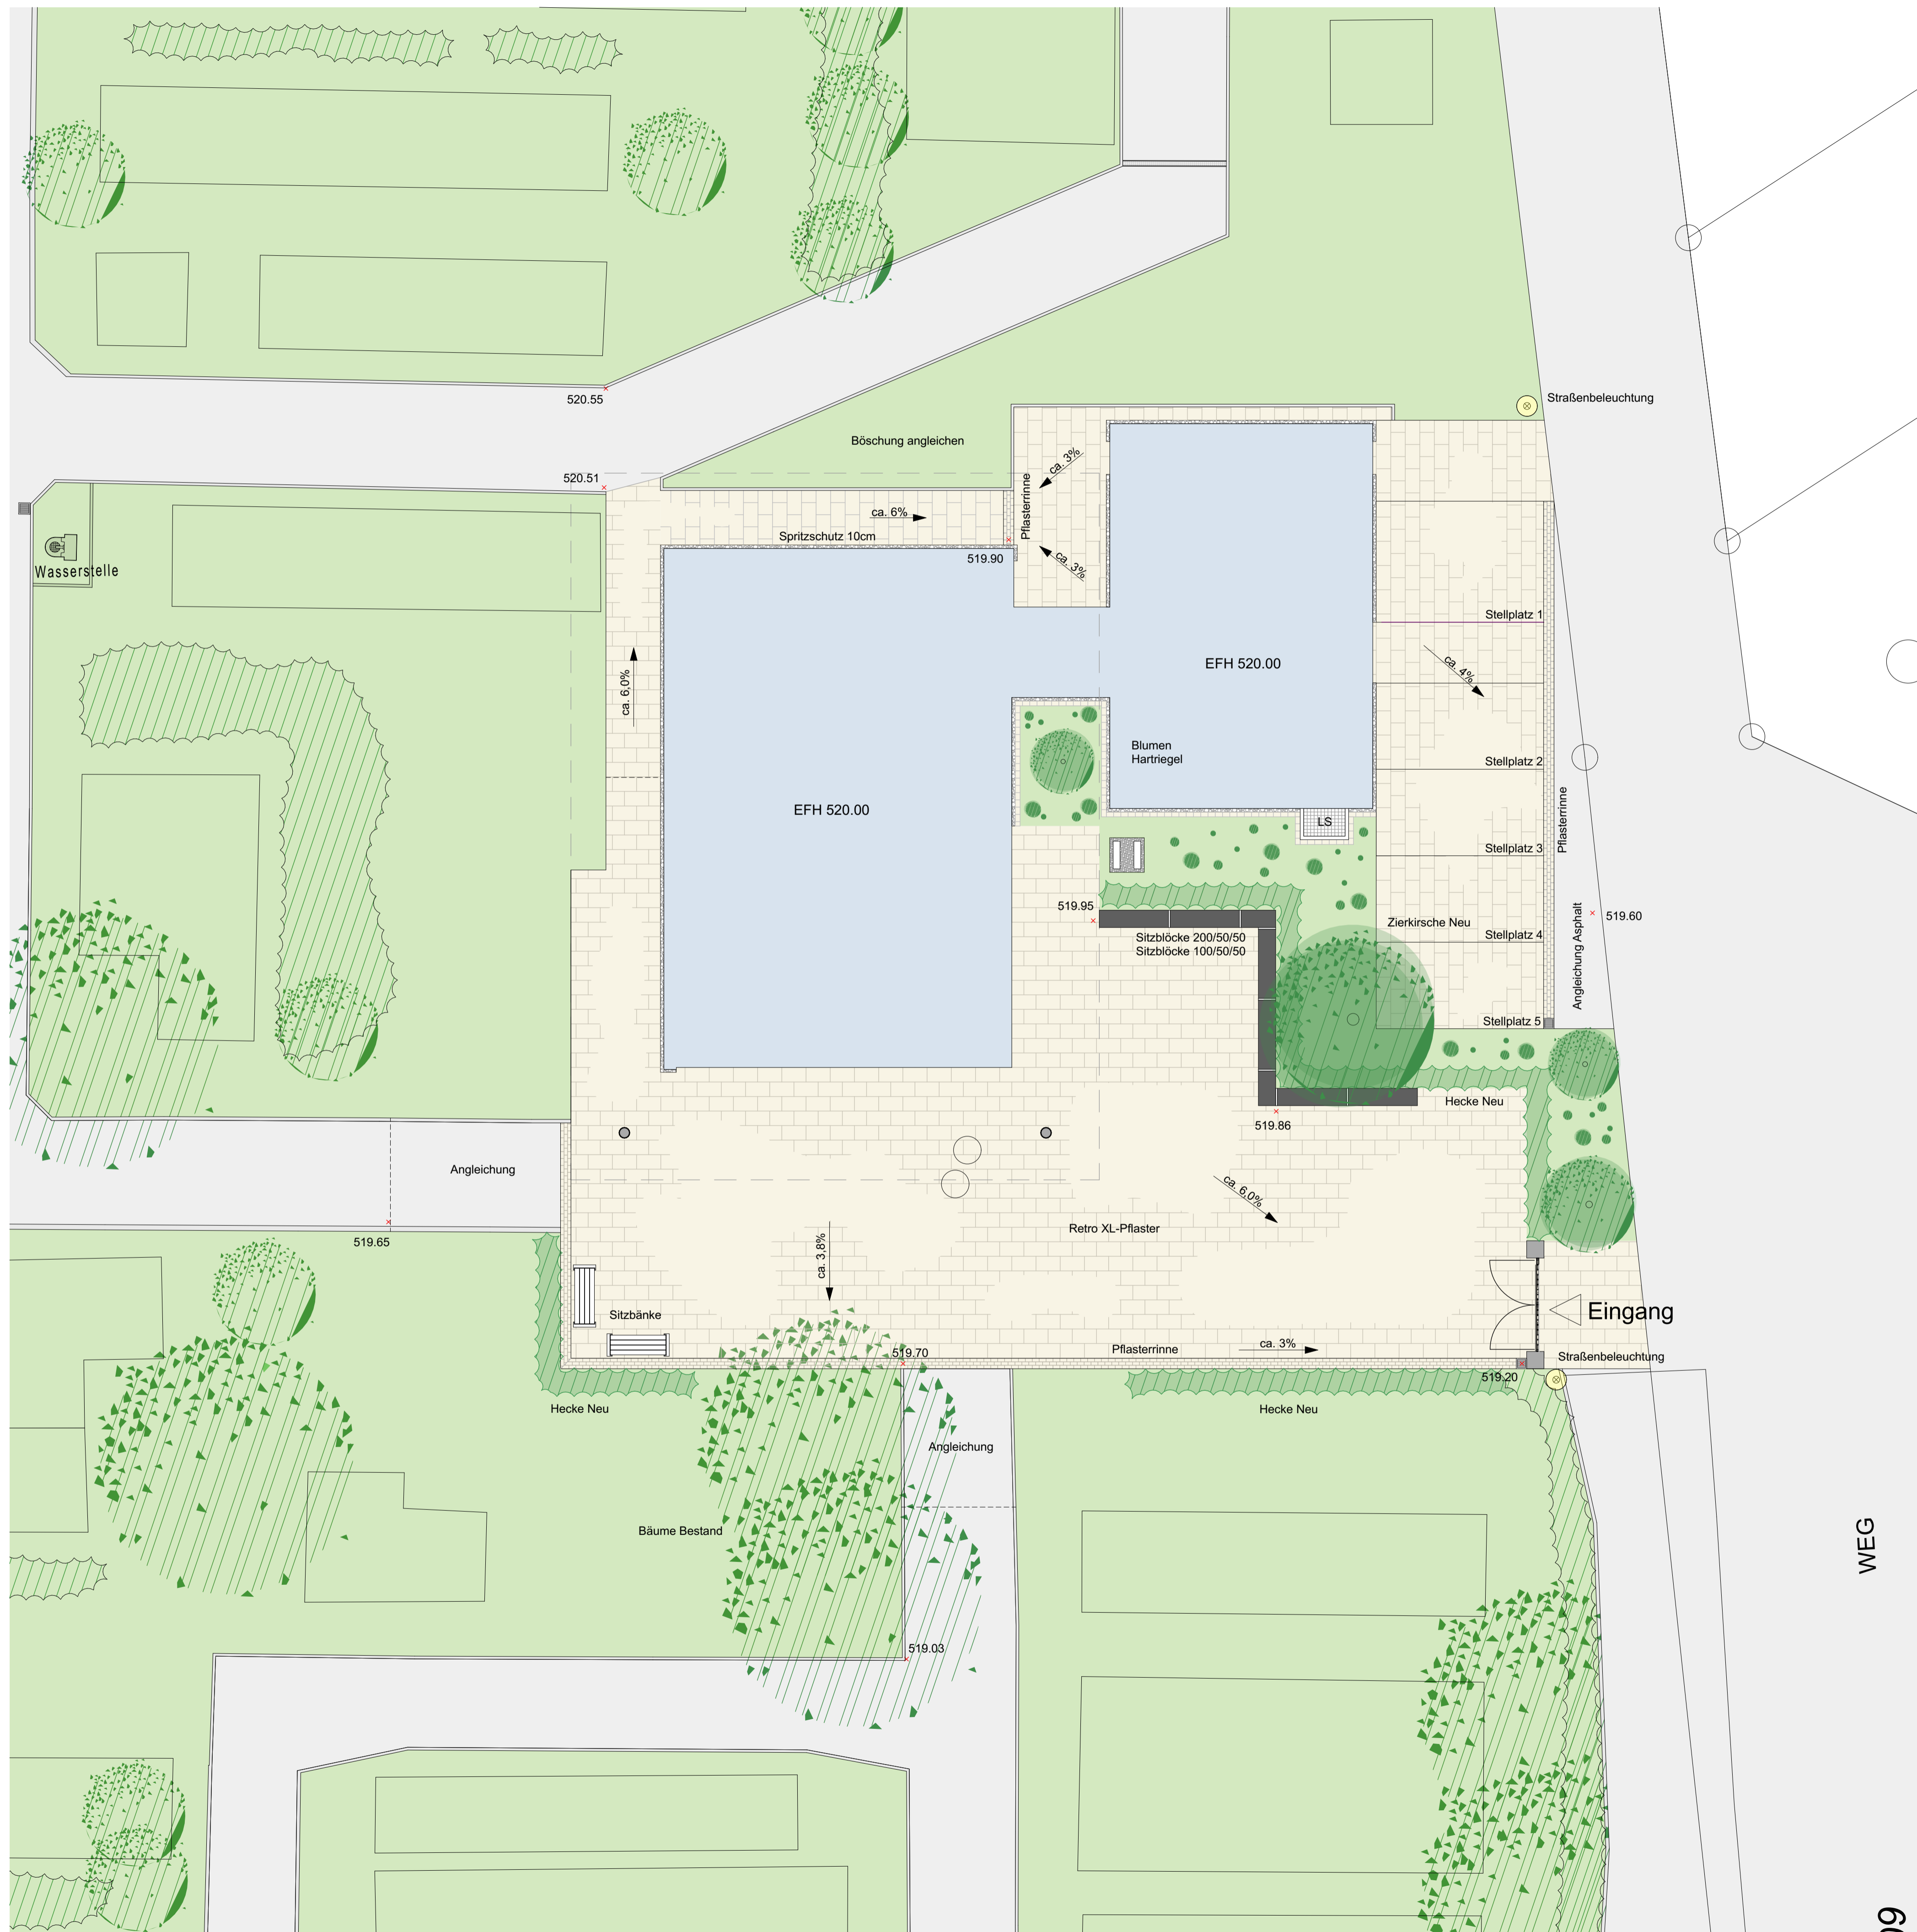 520.55
Straßenbeleuchtung
Böschung angleichen
520.51
ca. 3%
Pflasterrinne
ca. 6%
Spritzschutz 10cm
519.90
ca. 3%
Wasserstelle
Stellplatz 1
EFH 520.00
ca. 4%
ca. 6,0%
Blumen
Hartriegel
Stellplatz 2
EFH 520.00
LS
Pflasterrinne
Stellplatz 3
519.95
Zierkirsche Neu
519.60
Sitzblöcke 200/50/50
Sitzblöcke 100/50/50
Stellplatz 4
Angleichung Asphalt
Stellplatz 5
Hecke Neu
519.86
Angleichung
ca. 6,0%
Retro XL-Pflaster
519.65
ca. 3,8%
Sitzbänke
Eingang
519.70
Pflasterrinne
ca. 3%
Straßenbeleuchtung
519.20
Hecke Neu
Hecke Neu
Angleichung
Bäume Bestand
WEG
519.03